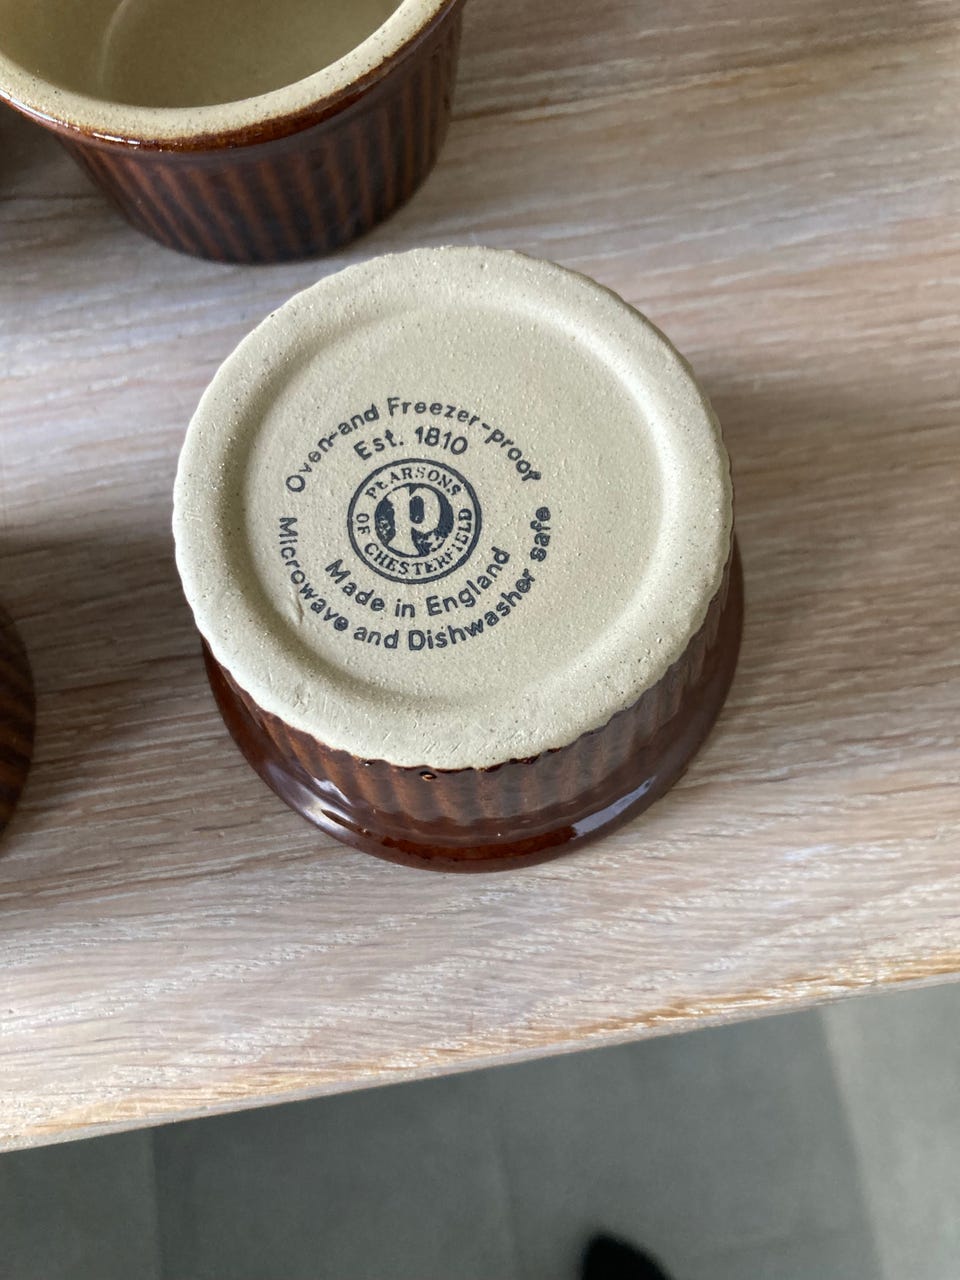 Oven-and Freezer-proof
Est. 1810
PEARSONS
P
OF CHESTERFIELD
Made in England
Microwave and Dishwasher safe